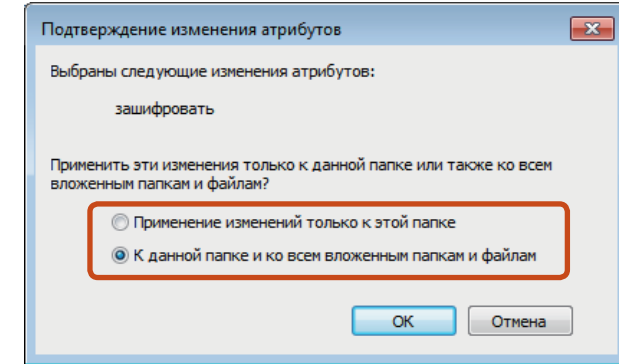 Подтверждение изменения атрибутов
Выбраны следующие изменения атрибутов:
зашифровать
Применить эти изменения только к данной папке или также ко всем
вложенным папкам и файлам?
Применение изменений только к этой папке
К данной папке и ко всем вложенным папкам и файлам
ОК
Отмена